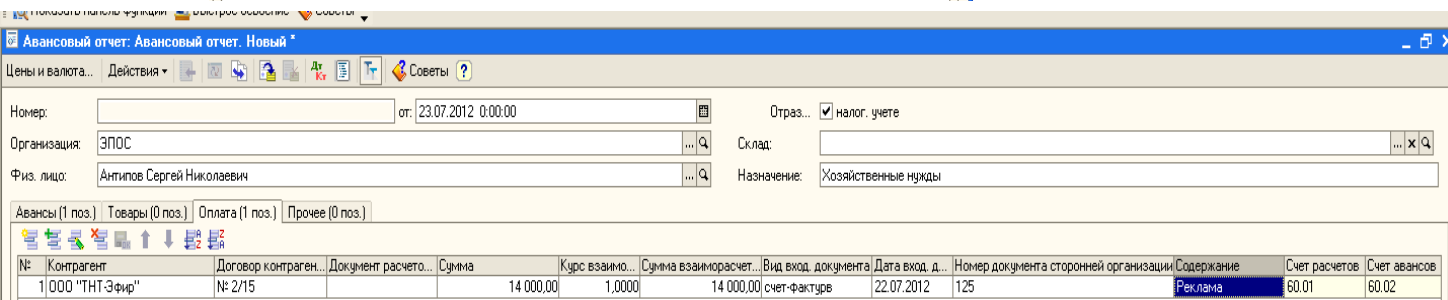 Показать панель функций Быстрое освоение Советы
Авансовый отчет: Авансовый отчет. Новый *
Цены и валюта... Действия Дт Кт Советы
Номер: от: 23.07.2012 0:00:00 Отраз... налог. учете
Организация: ЭПОС Склад:
Физ. лицо: Антипов Сергей Николаевич Назначение: Хозяйственные нужды
Авансы (1 поз.) Товары (0 поз.) Оплата (1 поз.) Прочее (0 поз.)
№ Контрагент Договор контраген... Документ расчето... Сумма Курс взаимо... Сумма взаиморасчет... Вид вход. документа Дата вход. д... Номер документа сторонней организации Содержание Счет расчетов Счет авансов
1 ООО "ТНТ-Эфир" № 2/15 14 000,00 1,0000 14 000,00 счет-фактурв 22.07.2012 125 Реклама 60.01 60.02